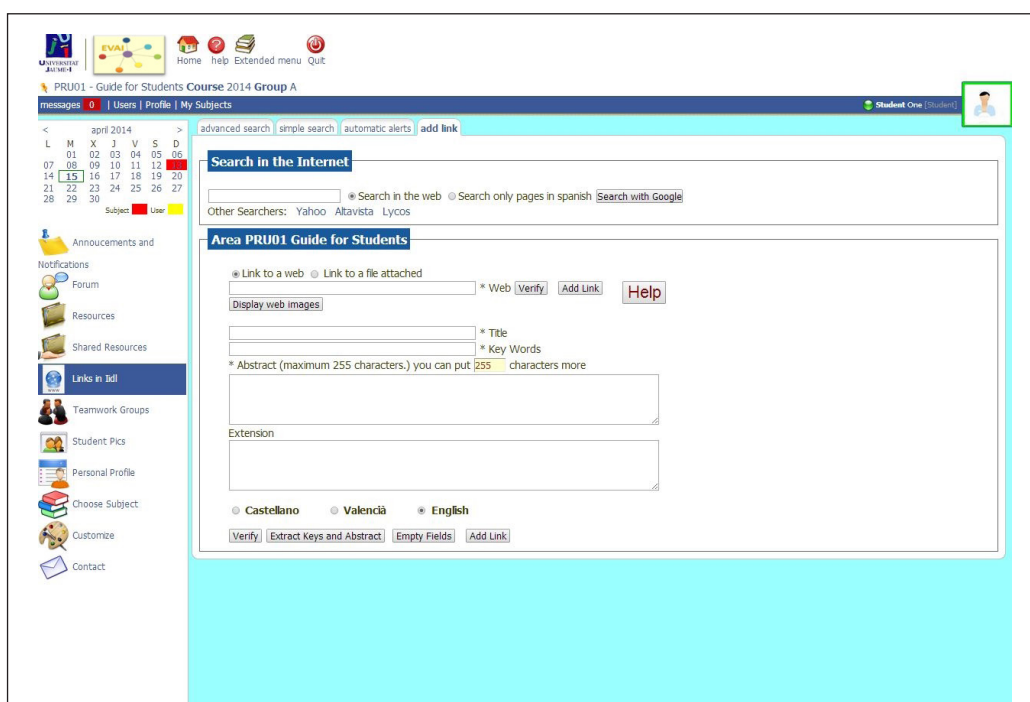 UNIVERSITAT JAUME·I
EVAI
Home help Extended menu Quit
PRU01 - Guide for Students Course 2014 Group A
messages 0 | Users | Profile | My Subjects
Student One [Student]
< april 2014 >
L M X J V S D
01 02 03 04 05 06
07 08 09 10 11 12 13
14 15 16 17 18 19 20
21 22 23 24 25 26 27
28 29 30
Subject User
Annoucements and Notifications
Forum
Resources
Shared Resources
Links in Iidl
Teamwork Groups
Student Pics
Personal Profile
Choose Subject
Customize
Contact
advanced search simple search automatic alerts add link
Search in the Internet
Search in the web Search only pages in spanish Search with Google
Other Searchers: Yahoo Altavista Lycos
Area PRU01 Guide for Students
Link to a web Link to a file attached
* Web Verify Add Link Help
Display web images
* Title
* Key Words
* Abstract (maximum 255 characters.) you can put 255 characters more
Extension
Castellano Valencià English
Verify Extract Keys and Abstract Empty Fields Add Link